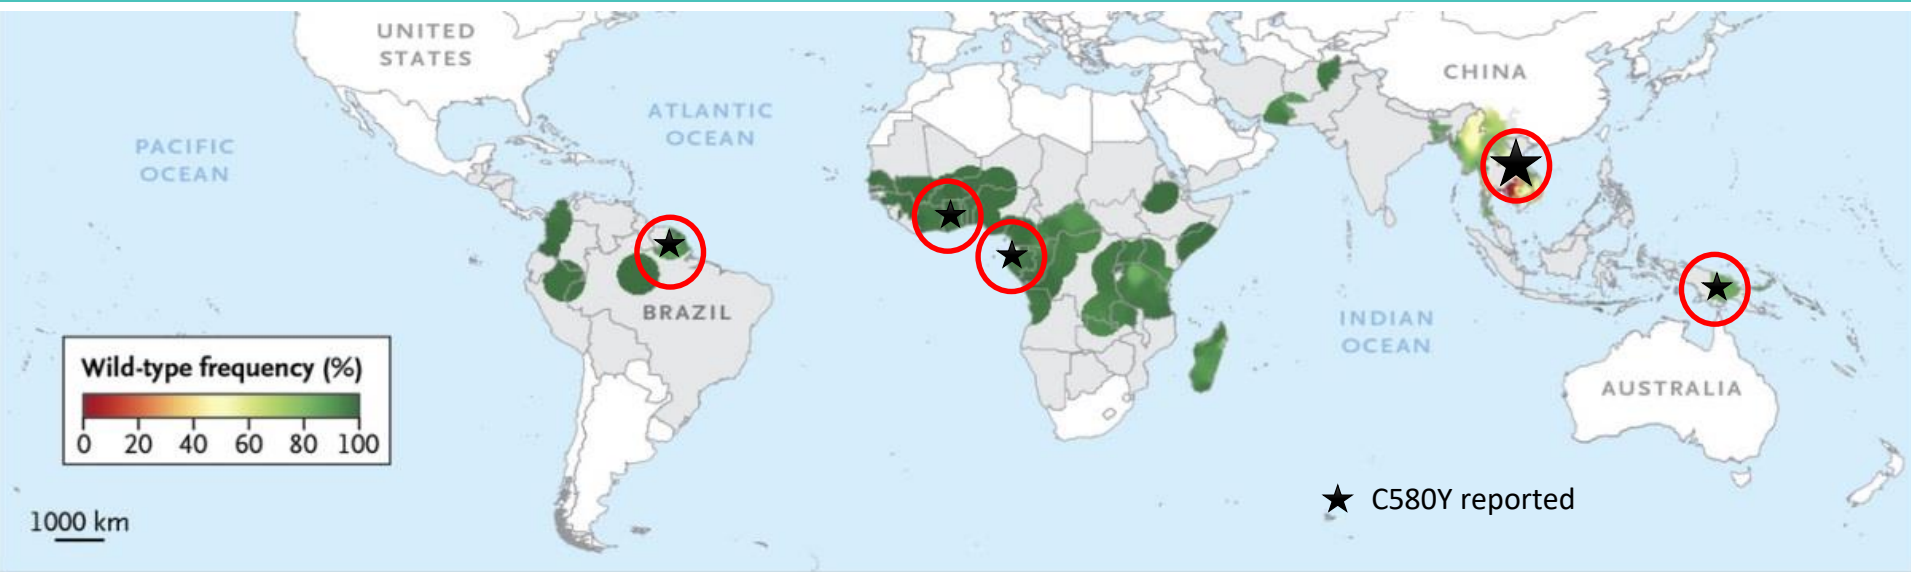 UNITED
STATES
CHINA
ATLANTIC
OCEAN
PACIFIC
OCEAN
BRAZIL
INDIAN
OCEAN
AUSTRALIA
Wild-type frequency (%)
0 20 40 60 80 100
1000 km
C580Y reported